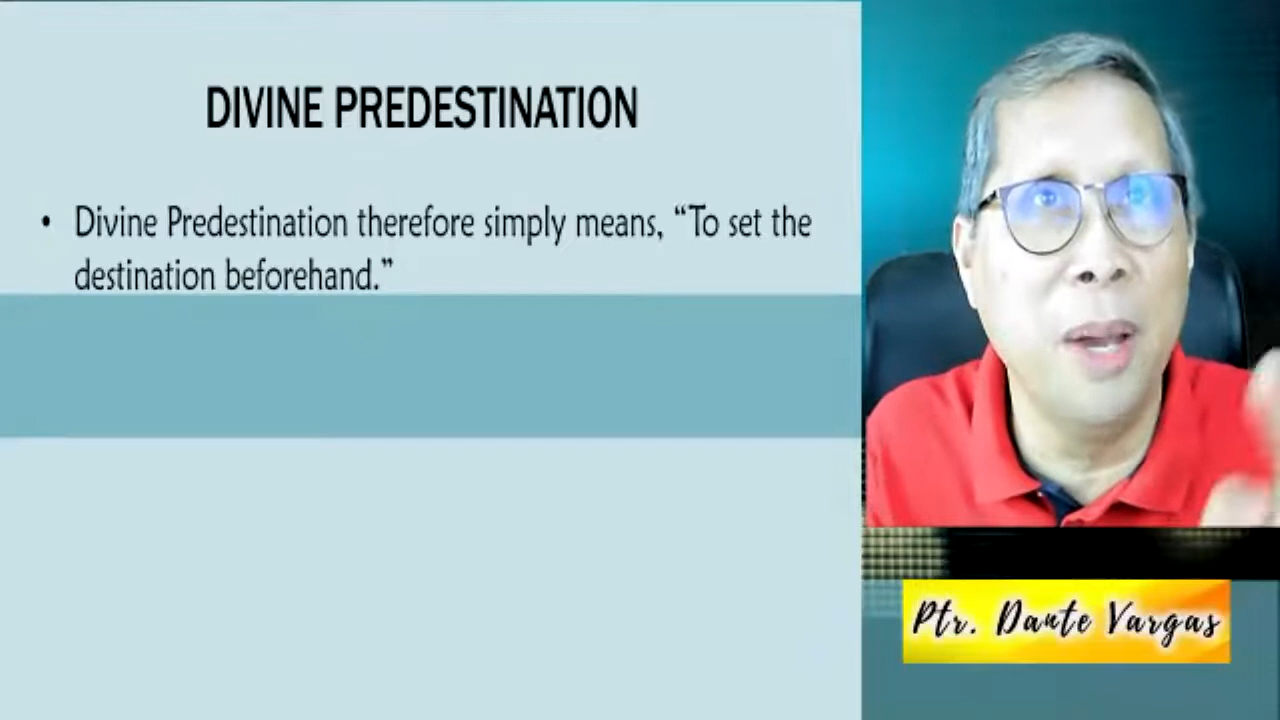 DIVINE PREDESTINATION
• Divine Predestination therefore simply means, “To set the
destination beforehand.”
Ptr. Dante Vargas